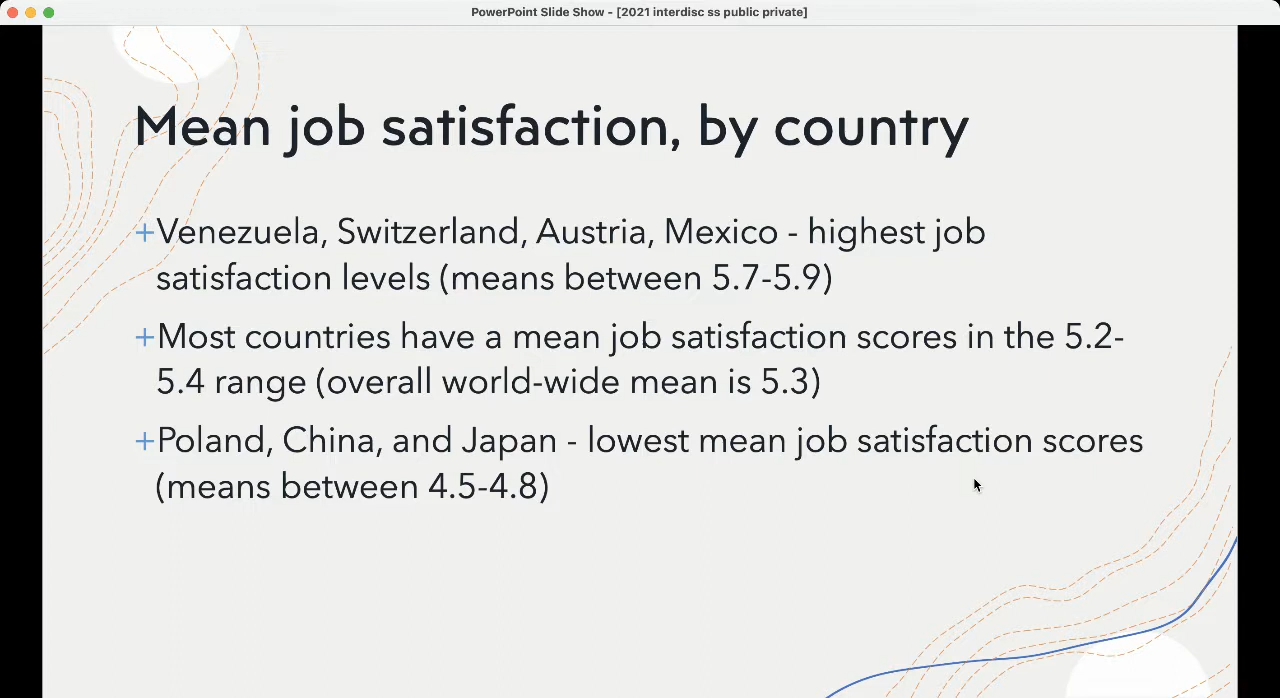 PowerPoint Slide Show - [2021 interdisc ss public private]
Mean job satisfaction, by country
+Venezuela, Switzerland, Austria, Mexico - highest job
satisfaction levels (means between 5.7-5.9)
+Most countries have a mean job satisfaction scores in the 5.2-
5.4 range (overall world-wide mean is 5.3)
+Poland, China, and Japan - lowest mean job satisfaction scores
(means between 4.5-4.8)